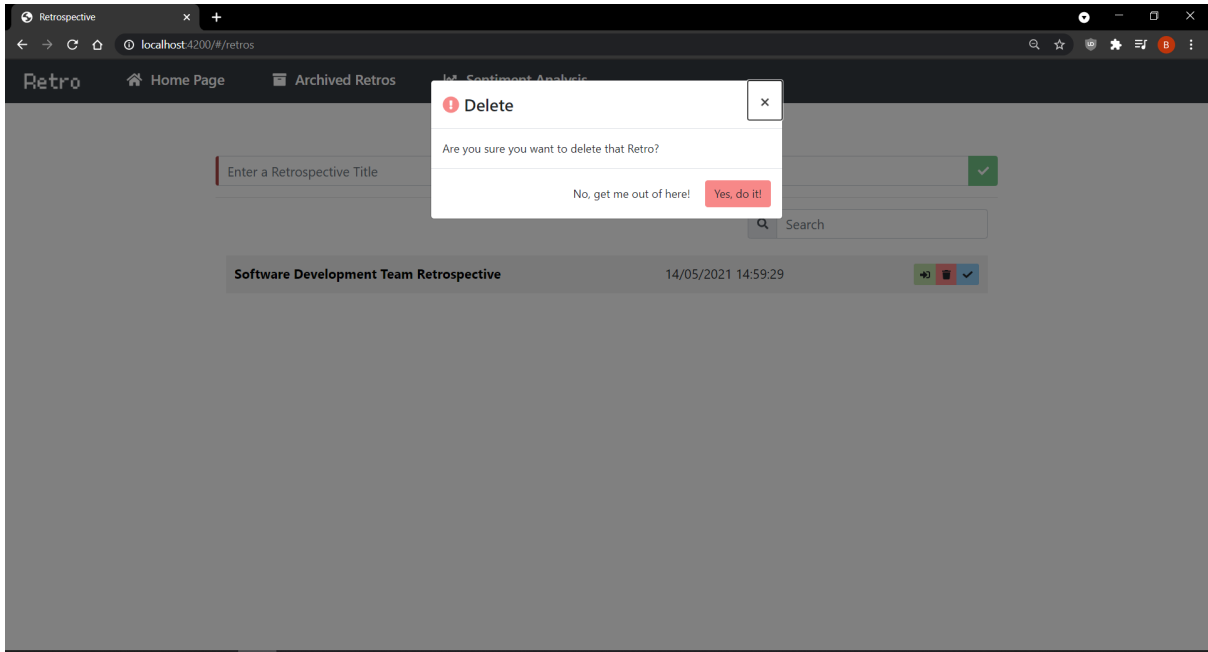 Retrospective
localhost:4200/#/retros
B
Retro Home Page Archived Retros Sentiment Analysis
Delete
Are you sure you want to delete that Retro?
Enter a Retrospective Title
No, get me out of here! Yes, do it!
Search
Software Development Team Retrospective 14/05/2021 14:59:29